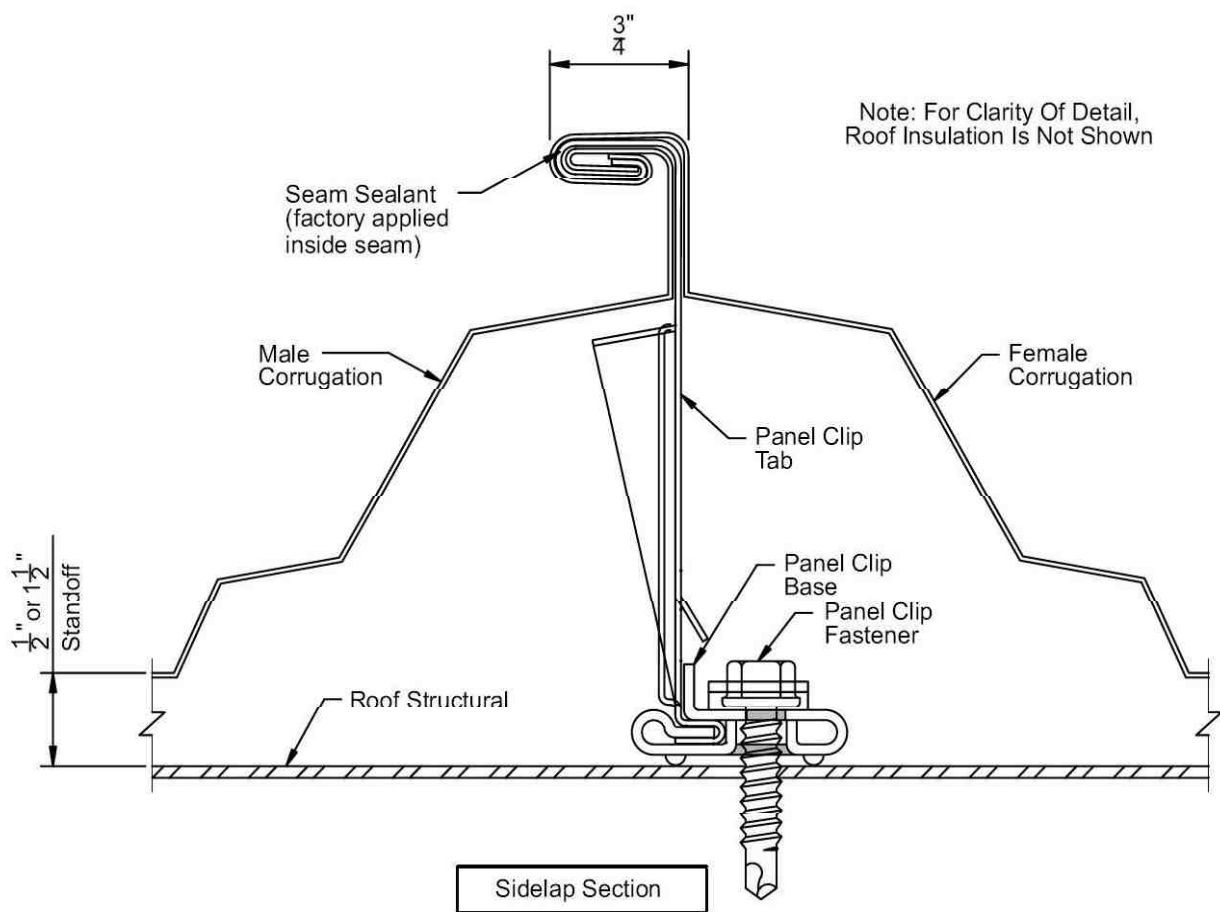 3/4"
Note: For Clarity Of Detail,
Roof Insulation Is Not Shown
Seam Sealant
(factory applied
inside seam)
Male
Corrugation
Female
Corrugation
Panel Clip
Tab
Panel Clip
Base
Panel Clip
Fastener
1/2" or 1 1/2"
Standoff
Roof Structural
Sidelap Section